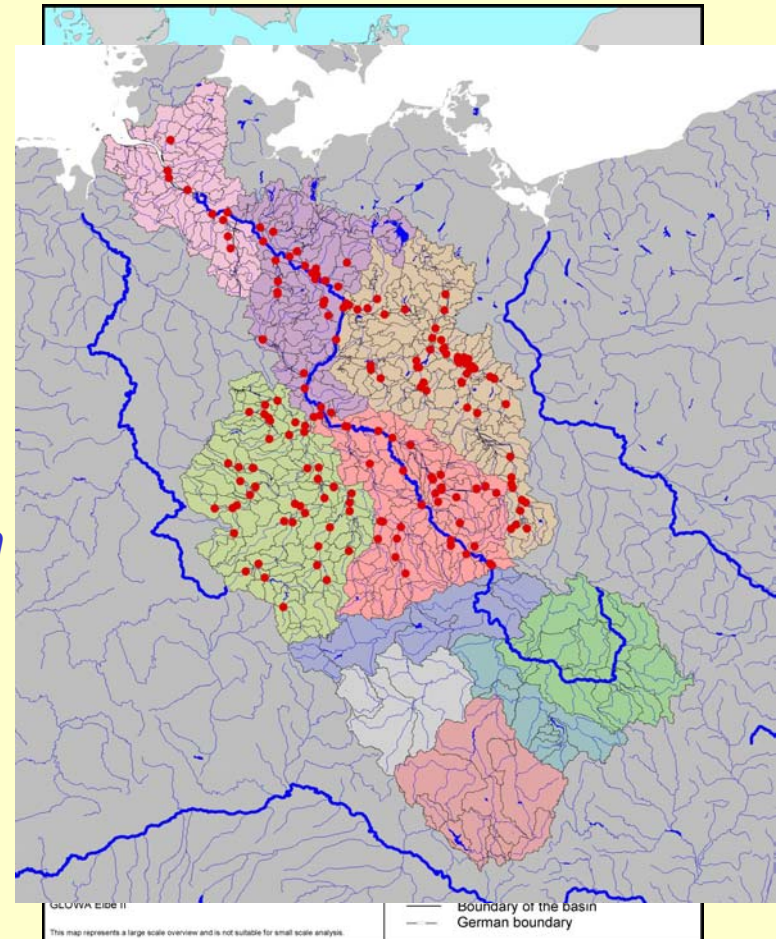 GLOWA Elbe II
This map represents a large scale overview and is not suitable for small scale analysis.
Boundary of the basin
German boundary